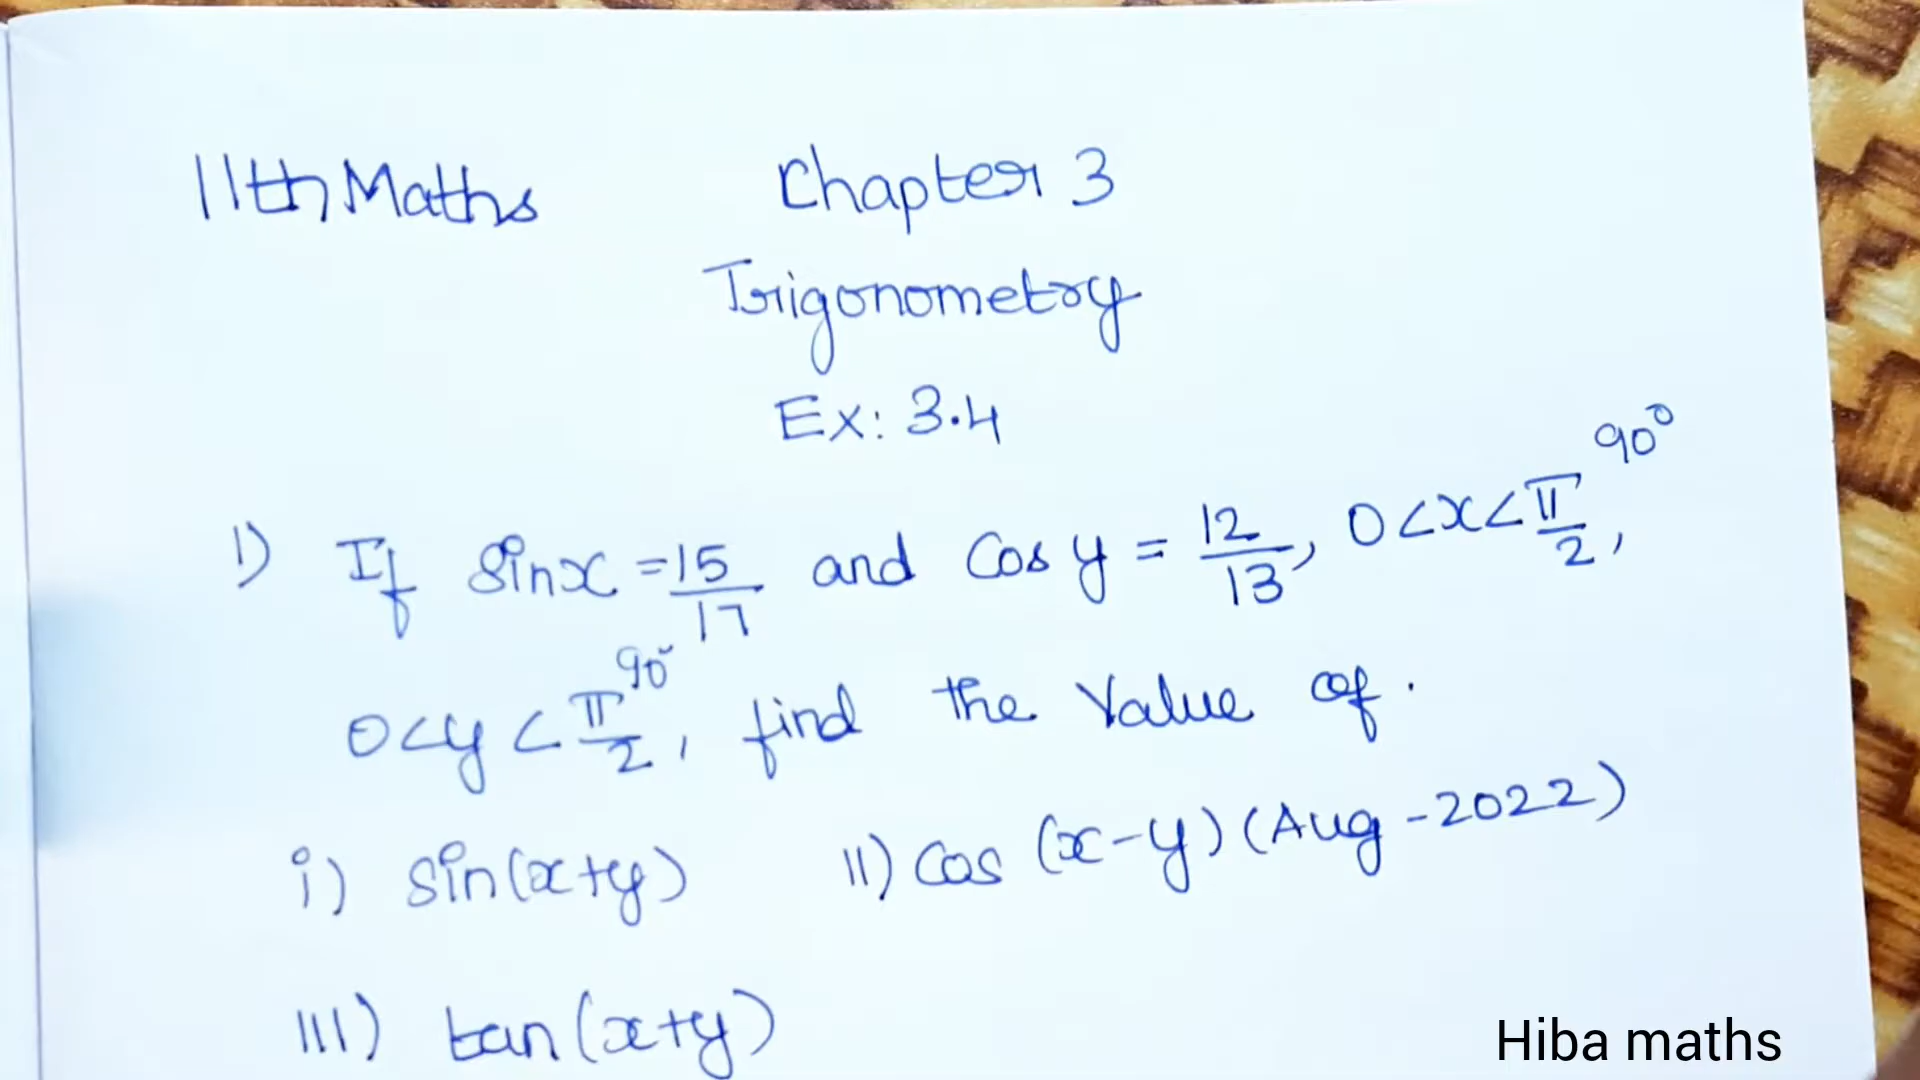 11th Maths Chapter 3
Trigonometry
Ex: 3.4
1) If sinx = 15/17 and Cos y = 12/13, 0<x<π/2, 90°
0<y<π/2, 90° find the Value of.
i) sin(x+y) II) Cos (x-y) (Aug-2022)
III) tan(x+y)
Hiba maths